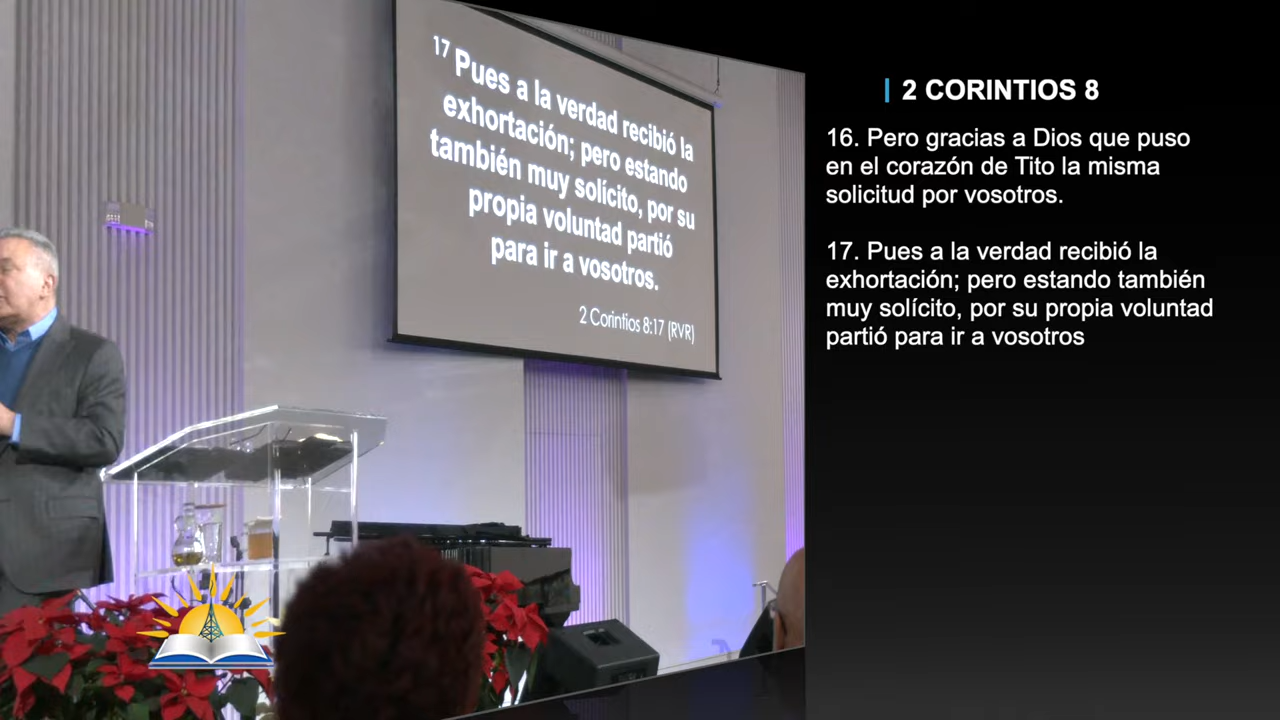 17 Pues a la verdad recibió la
exhortación; pero estando
también muy solícito, por su
propia voluntad partió
para ir a vosotros.
2 Corintios 8:17 (RVR)
2 CORINTIOS 8
16. Pero gracias a Dios que puso
en el corazón de Tito la misma
solicitud por vosotros.
17. Pues a la verdad recibió la
exhortación; pero estando también
muy solícito, por su propia voluntad
partió para ir a vosotros